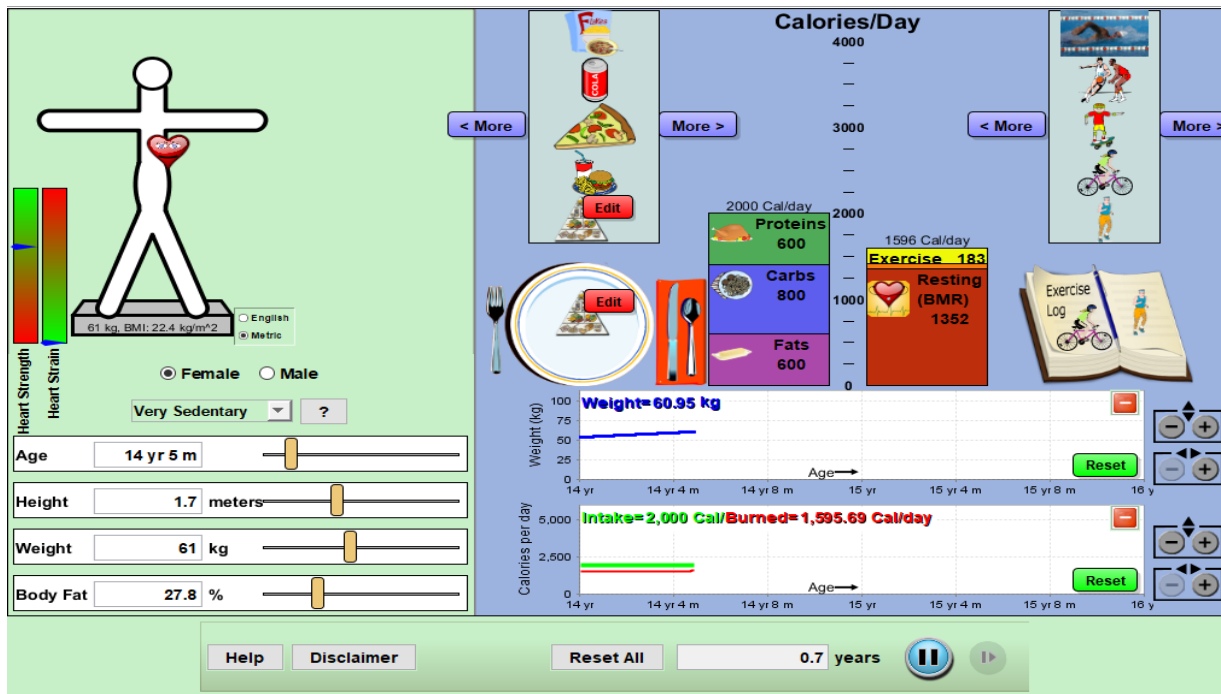 Calories/Day
4000
3000
2000
1000
0
Flakes
COLA
< More
More >
< More
More >
Edit
2000 Cal/day
Proteins
600
Carbs
800
Fats
600
1596 Cal/day
Exercise 183
Resting
(BMR)
1352
Edit
Exercise
Log
61 kg, BMI: 22.4 kg/m^2
English
Metric
Heart Strength
Heart Strain
Female
Male
Very Sedentary
?
Age 14 yr 5 m
Height 1.7 meters
Weight 61 kg
Body Fat 27.8 %
Weight (kg)
100
75
50
25
0
Weight=60.95 kg
Age
Reset
14 yr 14 yr 4 m 14 yr 8 m 15 yr 15 yr 4 m 15 yr 8 m 16 y
Calories per day
5,000
2,500
0
Intake=2,000 Cal/Burned=1,595.69 Cal/day
Age
Reset
14 yr 14 yr 4 m 14 yr 8 m 15 yr 15 yr 4 m 15 yr 8 m 16 y
Help
Disclaimer
Reset All
0.7 years